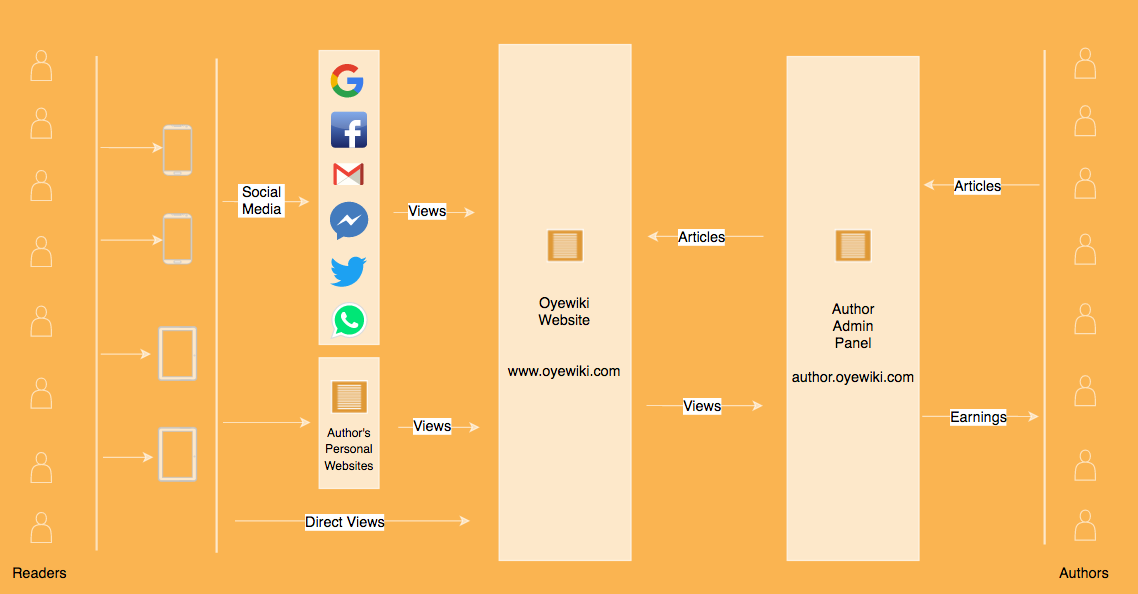 Social
Media
Views
Articles
Articles
Oyewiki
Website
www.oyewiki.com
Author
Admin
Panel
author.oyewiki.com
Author's
Personal
Websites
Views
Views
Earnings
Direct Views
Readers
Authors